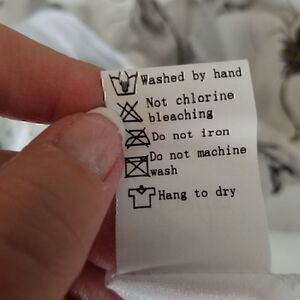 Washed by hand
Not chlorine
bleaching
Do not iron
Do not machine
wash
Hang to dry